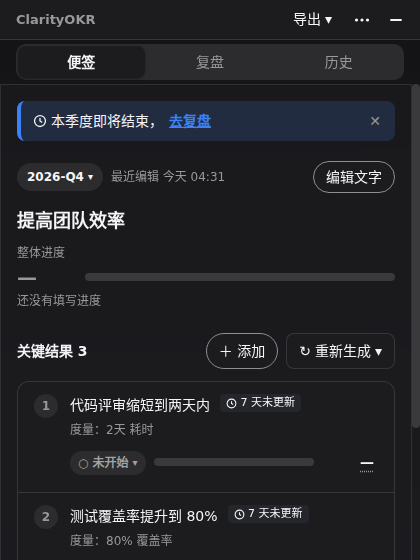 ClarityOKR 导出 ▾ ••• —
便签 复盘 历史
本季度即将结束， 去复盘 ×
2026-Q4 ▾ 最近编辑 今天 04:31 编辑文字
提高团队效率
整体进度
—
还没有填写进度
关键结果 3 ＋ 添加 ↻ 重新生成 ▾
1 代码评审缩短到两天内 7 天未更新
度量：2天 耗时
○ 未开始 ▾ —
2 测试覆盖率提升到 80% 7 天未更新
度量：80% 覆盖率